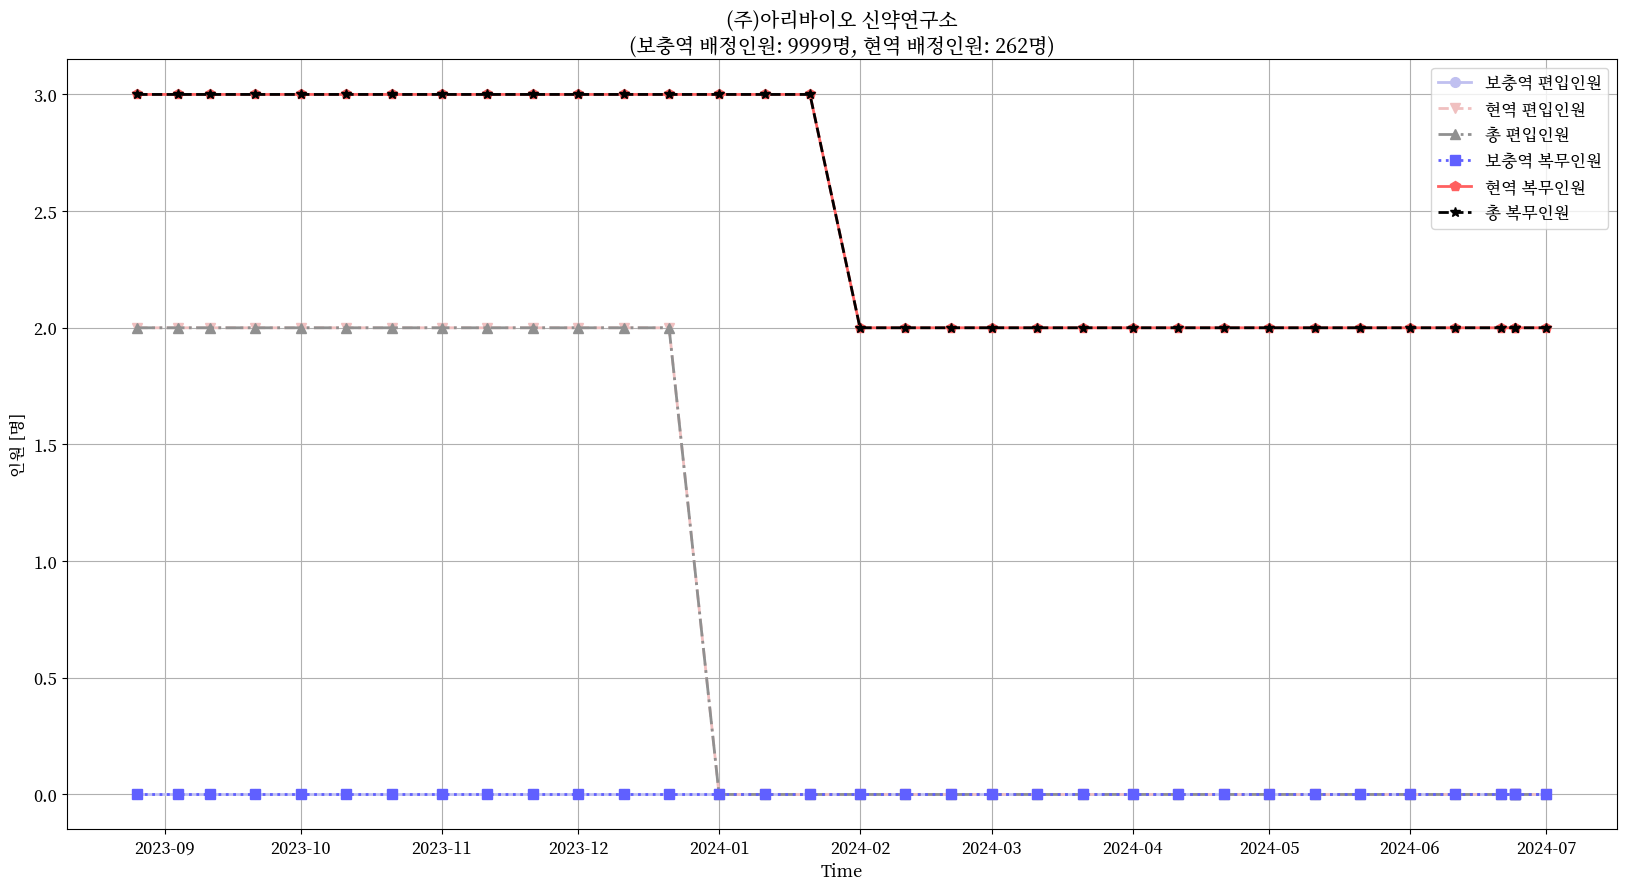 (주)아리바이오 신약연구소
(보충역 배정인원: 9999명, 현역 배정인원: 262명)
보충역 편입인원
현역 편입인원
총 편입인원
보충역 복무인원
현역 복무인원
총 복무인원
인원 [명]
3.0
2.5
2.0
1.5
1.0
0.5
0.0
2023-09
2023-10
2023-11
2023-12
2024-01
2024-02
2024-03
2024-04
2024-05
2024-06
2024-07
Time